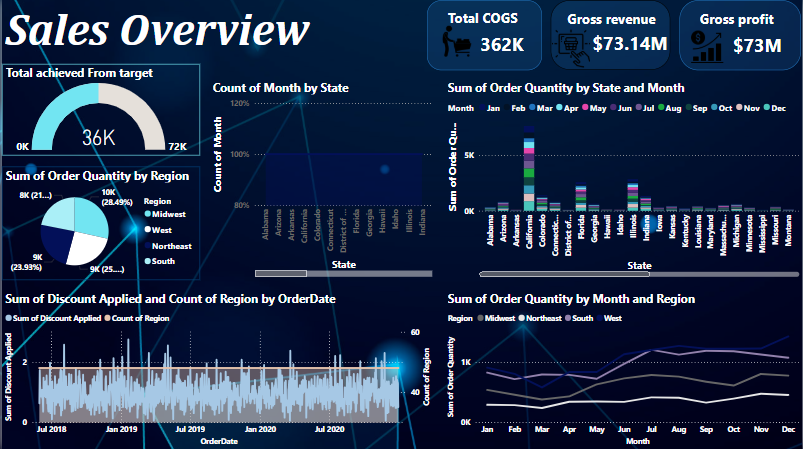 Sales Overview
Total COGS
362K
Gross revenue
$73.14M
Gross profit
$73M
Total achieved From target
36K
0K
72K
Count of Month by State
Count of Month
120%
100%
80%
Alabama
Arizona
Arkansas
California
Colorado
Connecticut
District of ...
Florida
Georgia
Hawaii
Idaho
Illinois
Indiana
State
Sum of Order Quantity by State and Month
Month Jan Feb Mar Apr May Jun Jul Aug Sep Oct Nov Dec
Sum of Order Qu...
5K
0K
Alabama
Arizona
Arkansas
California
Colorado
Connectic...
District of...
Florida
Georgia
Hawaii
Idaho
Illinois
Indiana
Iowa
Kansas
Kentucky
Louisiana
Maryland
Massachu...
Michigan
Minnesota
Mississippi
Missouri
Montana
State
Sum of Order Quantity by Region
8K (21....)
10K
(28.49%)
9K
(23.93%)
9K (25....)
Region
Midwest
West
Northeast
South
Sum of Discount Applied and Count of Region by OrderDate
Sum of Discount Applied Count of Region
Sum of Discount Applied
2
0
60
40
Count of Region
Jul 2018
Jan 2019
Jul 2019
Jan 2020
Jul 2020
OrderDate
Sum of Order Quantity by Month and Region
Region Midwest Northeast South West
Sum of Order Quantity
1K
0K
Jan Feb Mar Apr May Jun Jul Aug Sep Oct Nov Dec
Month